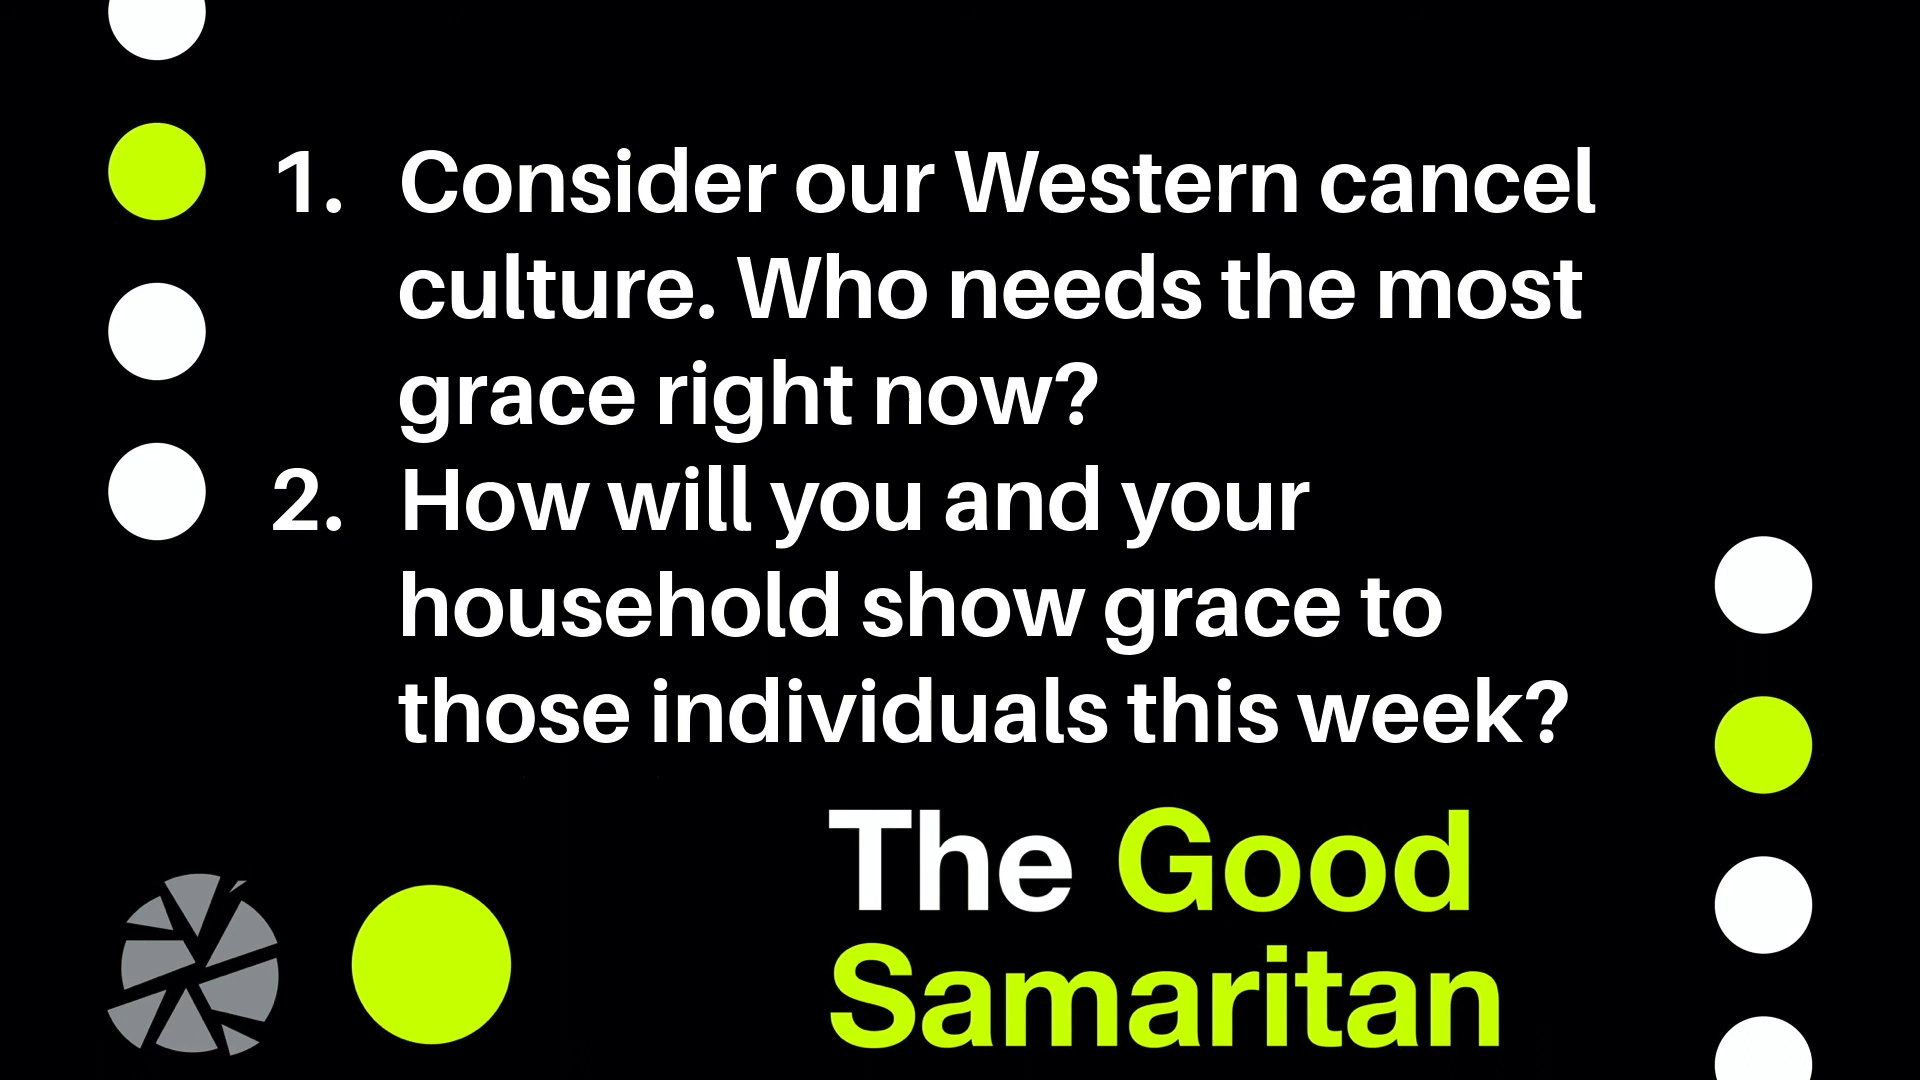 1. Consider our Western cancel
culture. Who needs the most
grace right now?
2. How will you and your
household show grace to
those individuals this week?
The Good
Samaritan